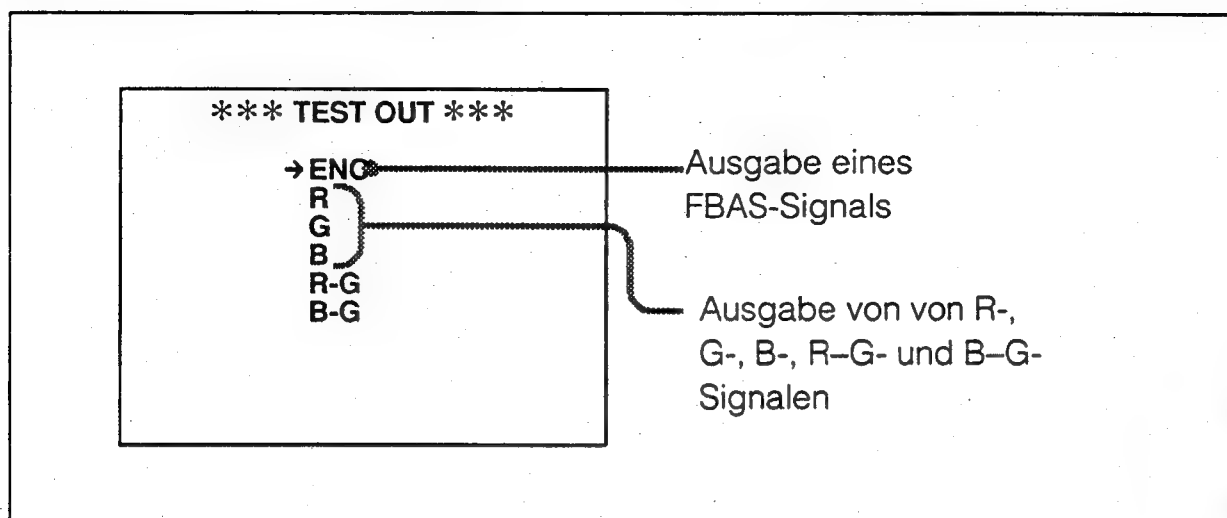 *** TEST OUT ***
→ ENC
R
G
B
R-G
B-G
Ausgabe eines
FBAS-Signals
Ausgabe von von R-,
G-, B-, R–G- und B–G-
Signalen